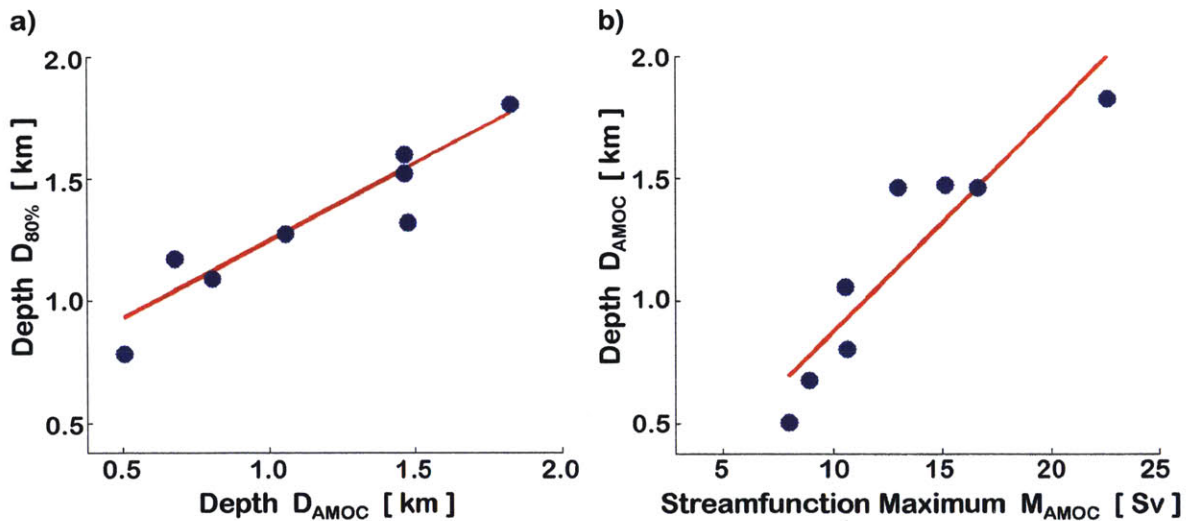 a)
2.0
1.5
1.0
0.5
Depth D80% [ km ]
0.5 1.0 1.5 2.0
Depth DAMOC [ km ]
b)
2.0
1.5
1.0
0.5
Depth DAMOC [ km ]
5 10 15 20 25
Streamfunction Maximum MAMOC [ Sv ]